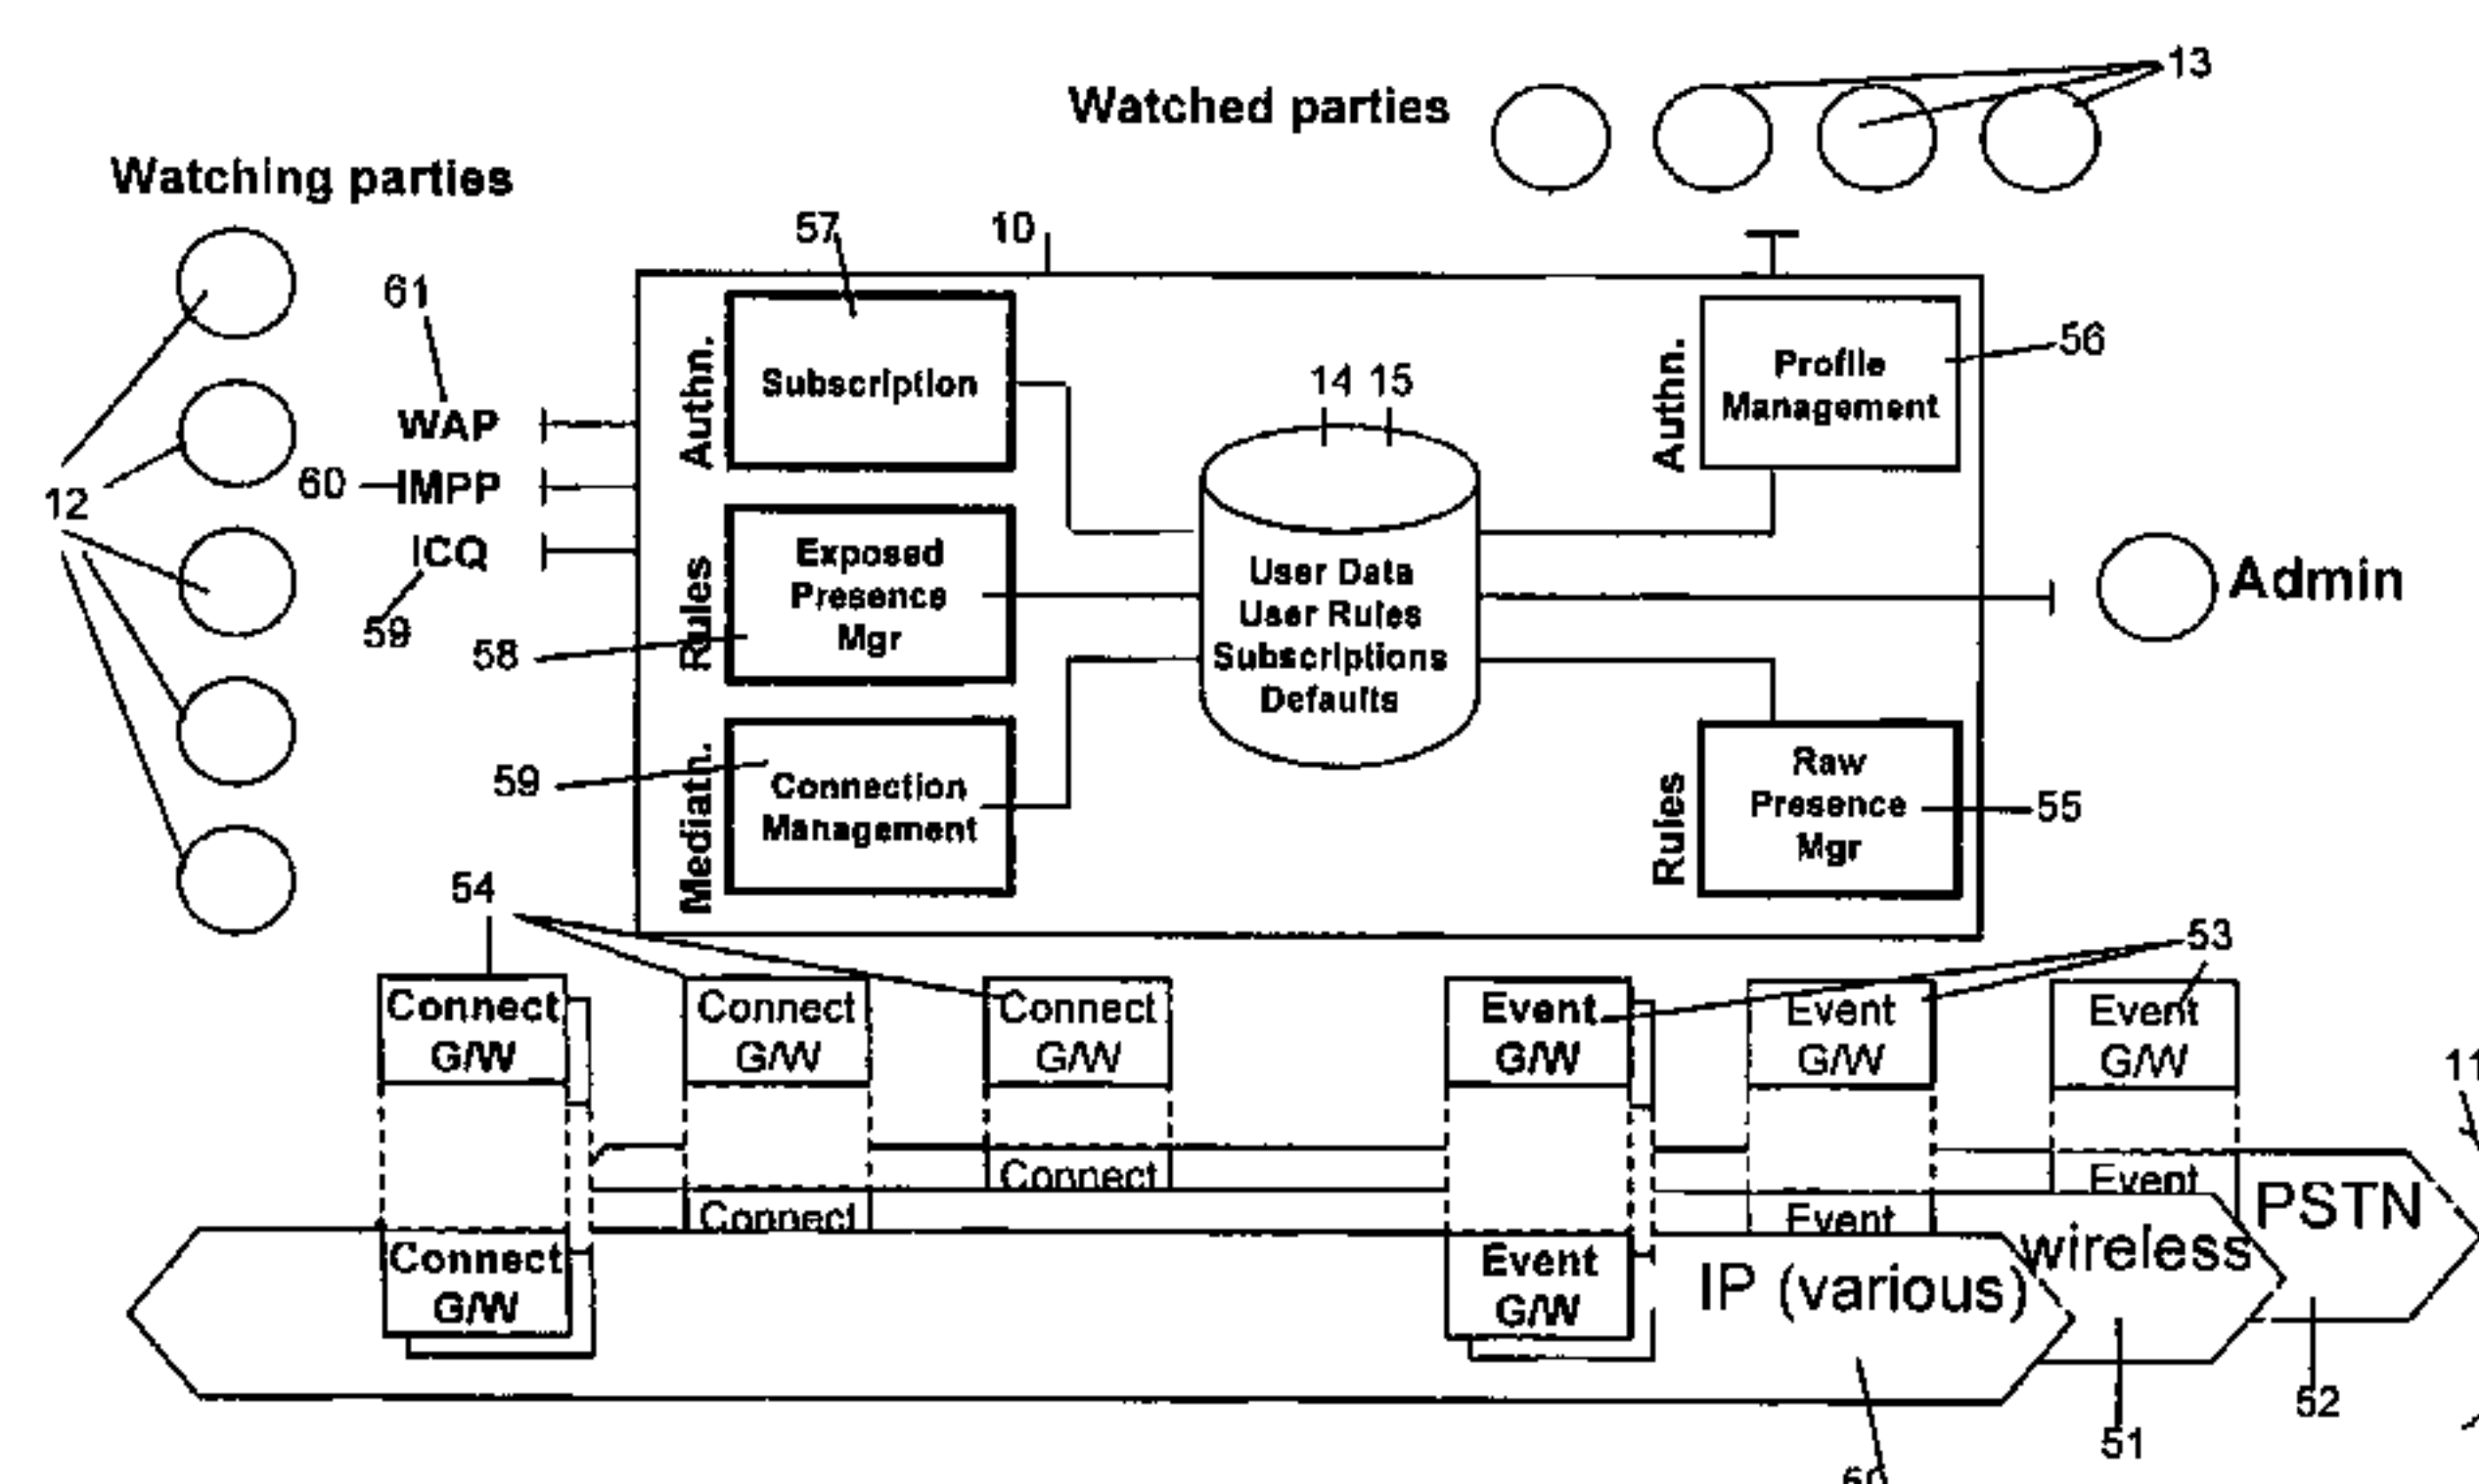 13
Watched parties
Watching parties
57
10
61
56
Authn.
Subscription
Authn.
Profile
Management
14 15
WAP
60
IMPP
12
ICQ
59
58
Rules
Exposed
Presence
Mgr
User Data
User Rules
Subscriptions
Defaults
Admin
59
Mediatn.
Connection
Management
Rules
Raw
Presence
Mgr
55
54
53
Connect
G/W
Connect
G/W
Connect
G/W
Event
G/W
Event
G/W
Event
G/W
11
Connect
Event
PSTN
Connect
Event
wireless
Connect
G/W
Event
G/W
IP (various)
52
51